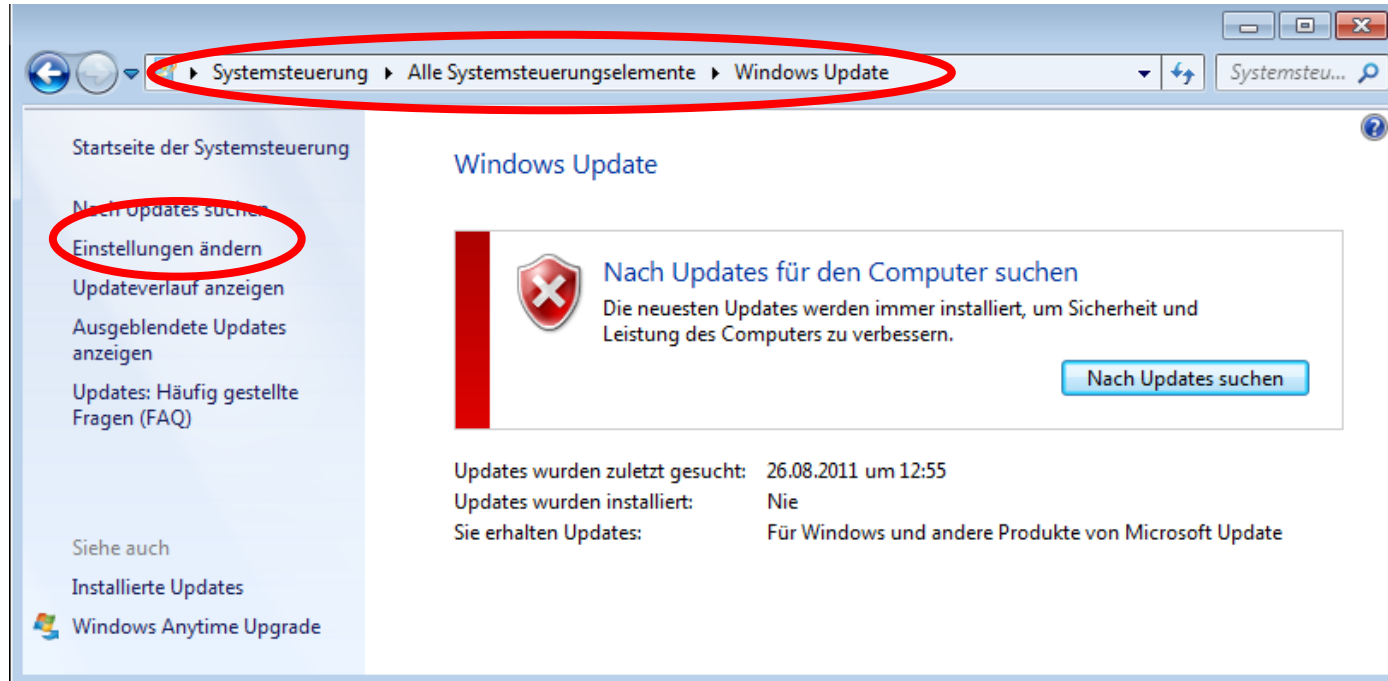 Systemsteuerung ▸ Alle Systemsteuerungselemente ▸ Windows Update
Systemsteu...
Startseite der Systemsteuerung
Nach Updates suchen
Einstellungen ändern
Updateverlauf anzeigen
Ausgeblendete Updates
anzeigen
Updates: Häufig gestellte
Fragen (FAQ)
Siehe auch
Installierte Updates
Windows Anytime Upgrade
Windows Update
Nach Updates für den Computer suchen
Die neuesten Updates werden immer installiert, um Sicherheit und
Leistung des Computers zu verbessern.
Nach Updates suchen
Updates wurden zuletzt gesucht: 26.08.2011 um 12:55
Updates wurden installiert: Nie
Sie erhalten Updates: Für Windows und andere Produkte von Microsoft Update